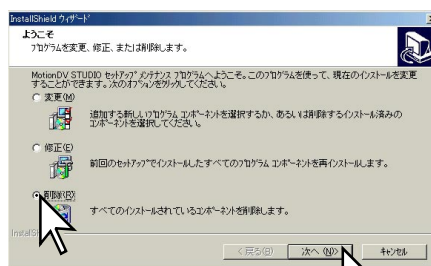 InstallShield ウィザード
ようこそ
プログラムを変更、修正、または削除します。
MotionDV STUDIO セットアップ メンテナンス プログラムへようこそ。このプログラムを使って、現在のインストールを変更
することができます。次のオプションをクリックしてください。
変更(M)
追加する新しいプログラム コンポーネントを選択するか、あるいは削除するインストール済みの
コンポーネントを選択してください。
修正(E)
前回のセットアップでインストールしたすべてのプログラム コンポーネントを再インストールします。
削除(R)
すべてのインストールされているコンポーネントを削除します。
InstallSh
< 戻る(B)
次へ (N)>
キャンセル